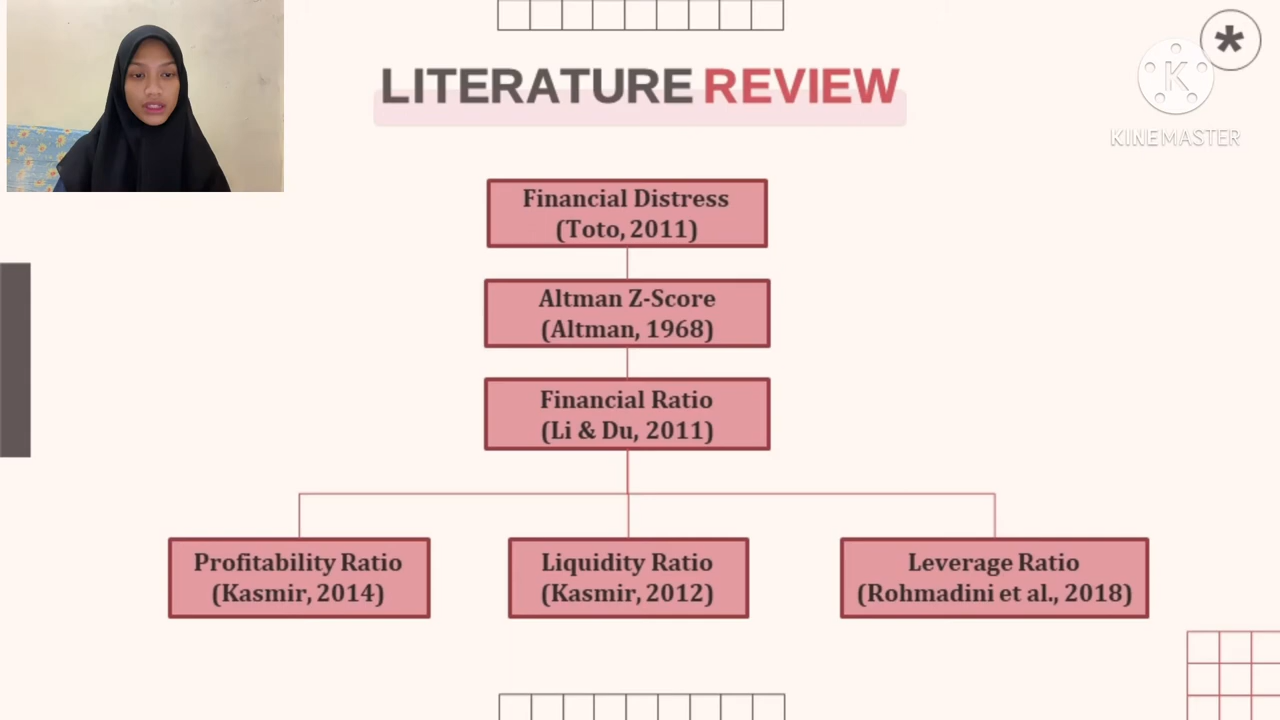 LITERATURE REVIEW
K
KINEMASTER
*
Financial Distress
(Toto, 2011)
Altman Z-Score
(Altman, 1968)
Financial Ratio
(Li & Du, 2011)
Profitability Ratio
(Kasmir, 2014)
Liquidity Ratio
(Kasmir, 2012)
Leverage Ratio
(Rohmadini et al., 2018)